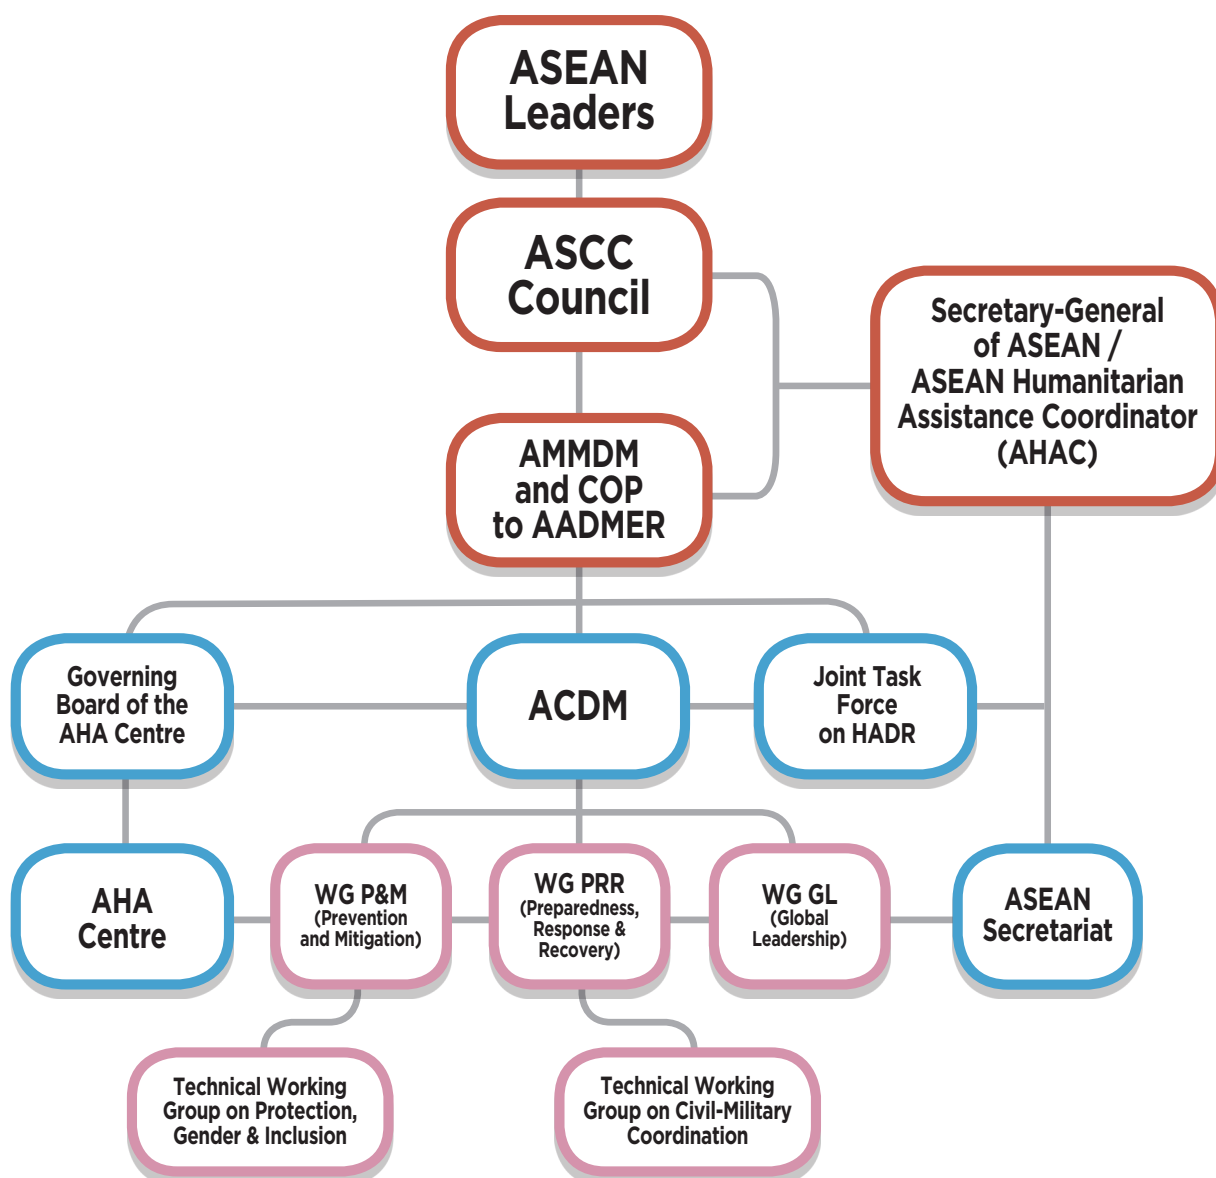 ASEAN
Leaders
ASCC
Council
Secretary-General
of ASEAN /
ASEAN Humanitarian
Assistance Coordinator
(AHAC)
AMMDM
and COP
to AADMER
Governing
Board of the
AHA Centre
ACDM
Joint Task
Force
on HADR
AHA
Centre
WG P&M
(Prevention
and Mitigation)
WG PRR
(Preparedness,
Response &
Recovery)
WG GL
(Global
Leadership)
ASEAN
Secretariat
Technical Working
Group on Protection,
Gender & Inclusion
Technical Working
Group on Civil-Military
Coordination